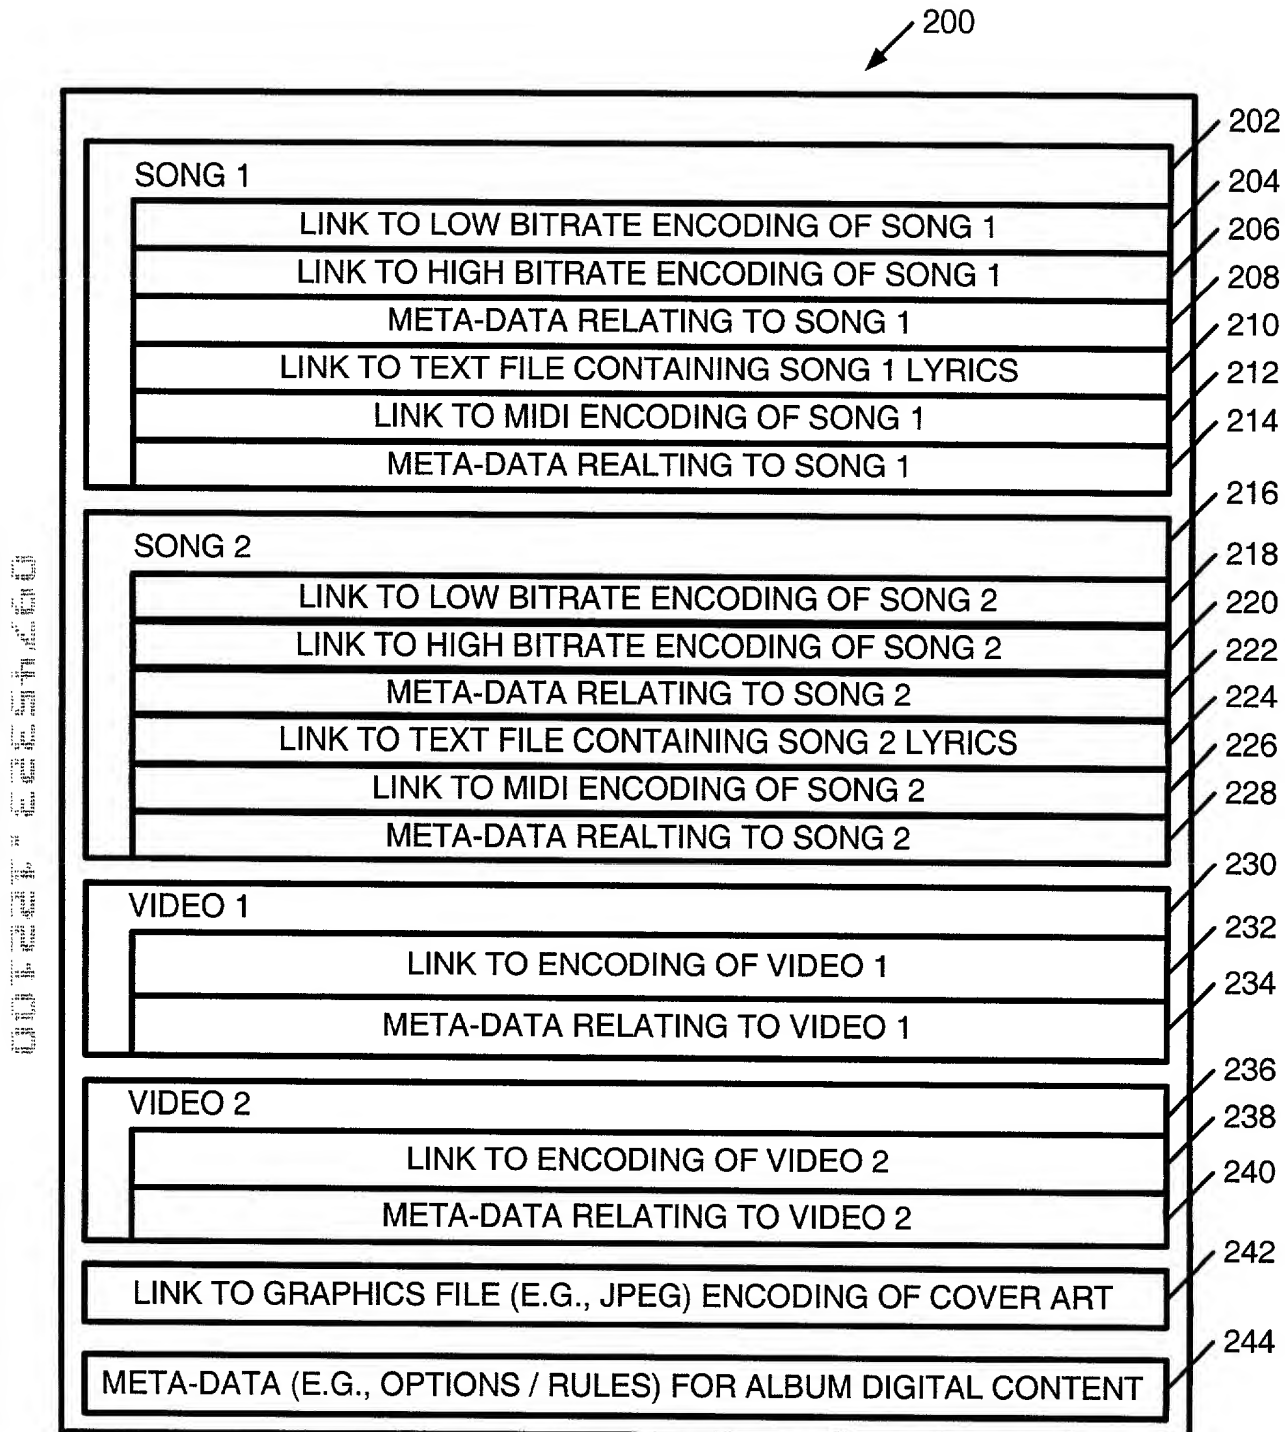 200
202
SONG 1
204
LINK TO LOW BITRATE ENCODING OF SONG 1
206
LINK TO HIGH BITRATE ENCODING OF SONG 1
208
META-DATA RELATING TO SONG 1
210
LINK TO TEXT FILE CONTAINING SONG 1 LYRICS
212
LINK TO MIDI ENCODING OF SONG 1
214
META-DATA REALTING TO SONG 1
216
SONG 2
218
LINK TO LOW BITRATE ENCODING OF SONG 2
220
LINK TO HIGH BITRATE ENCODING OF SONG 2
222
META-DATA RELATING TO SONG 2
224
LINK TO TEXT FILE CONTAINING SONG 2 LYRICS
226
LINK TO MIDI ENCODING OF SONG 2
228
META-DATA REALTING TO SONG 2
230
VIDEO 1
232
LINK TO ENCODING OF VIDEO 1
234
META-DATA RELATING TO VIDEO 1
236
VIDEO 2
238
LINK TO ENCODING OF VIDEO 2
240
META-DATA RELATING TO VIDEO 2
242
LINK TO GRAPHICS FILE (E.G., JPEG) ENCODING OF COVER ART
244
META-DATA (E.G., OPTIONS / RULES) FOR ALBUM DIGITAL CONTENT